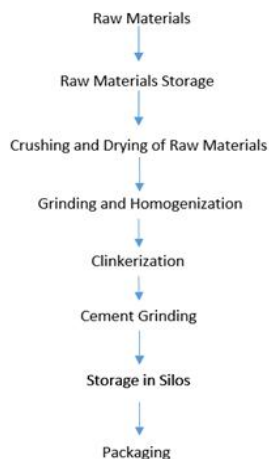 Raw Materials
Raw Materials Storage
Crushing and Drying of Raw Materials
Grinding and Homogenization
Clinkerization
Cement Grinding
Storage in Silos
Packaging